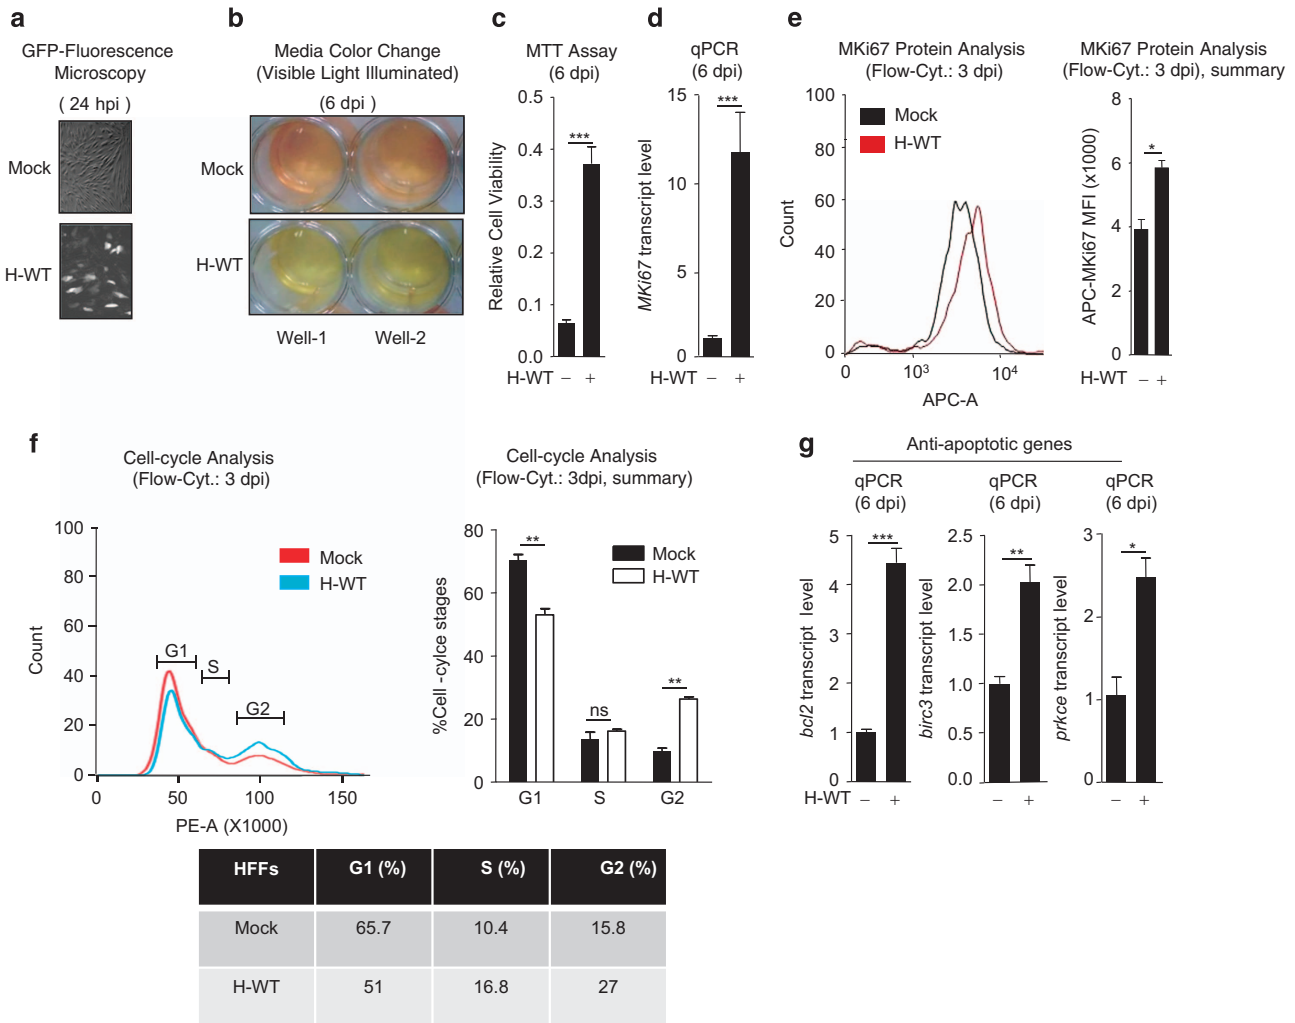 a
GFP-Fluorescence
Microscopy
( 24 hpi )
Mock
H-WT
b
Media Color Change
(Visible Light Illuminated)
(6 dpi )
Mock
H-WT
Well-1 Well-2
c
MTT Assay
(6 dpi)
Relative Cell Viability
0.5
0.4
0.3
0.2
0.1
0.0
***
H-WT − +
d
qPCR
(6 dpi)
MKi67 transcript level
15
10
5
0
***
H-WT − +
e
MKi67 Protein Analysis
(Flow-Cyt.: 3 dpi)
Count
100
80
60
40
20
0
Mock
H-WT
0 10³ 10⁴
APC-A
MKi67 Protein Analysis
(Flow-Cyt.: 3 dpi), summary
APC-MKi67 MFI (x1000)
8
6
4
2
0
*
H-WT − +
f
Cell-cycle Analysis
(Flow-Cyt.: 3 dpi)
Count
100
80
60
40
20
0
Mock
H-WT
G1
S
G2
0 50 100 150
PE-A (X1000)
Cell-cycle Analysis
(Flow-Cyt.: 3dpi, summary)
%Cell -cylce stages
80
60
40
20
0
Mock
H-WT
**
ns
**
G1 S G2
HFFs G1 (%) S (%) G2 (%)
Mock 65.7 10.4 15.8
H-WT 51 16.8 27
g
Anti-apoptotic genes
qPCR
(6 dpi)
bcl2 transcript level
5
4
3
2
1
0
***
H-WT − +
qPCR
(6 dpi)
birc3 transcript level
2.5
2.0
1.5
1.0
0.5
0.0
**
− +
qPCR
(6 dpi)
prkce transcript level
3
2
1
0
*
− +